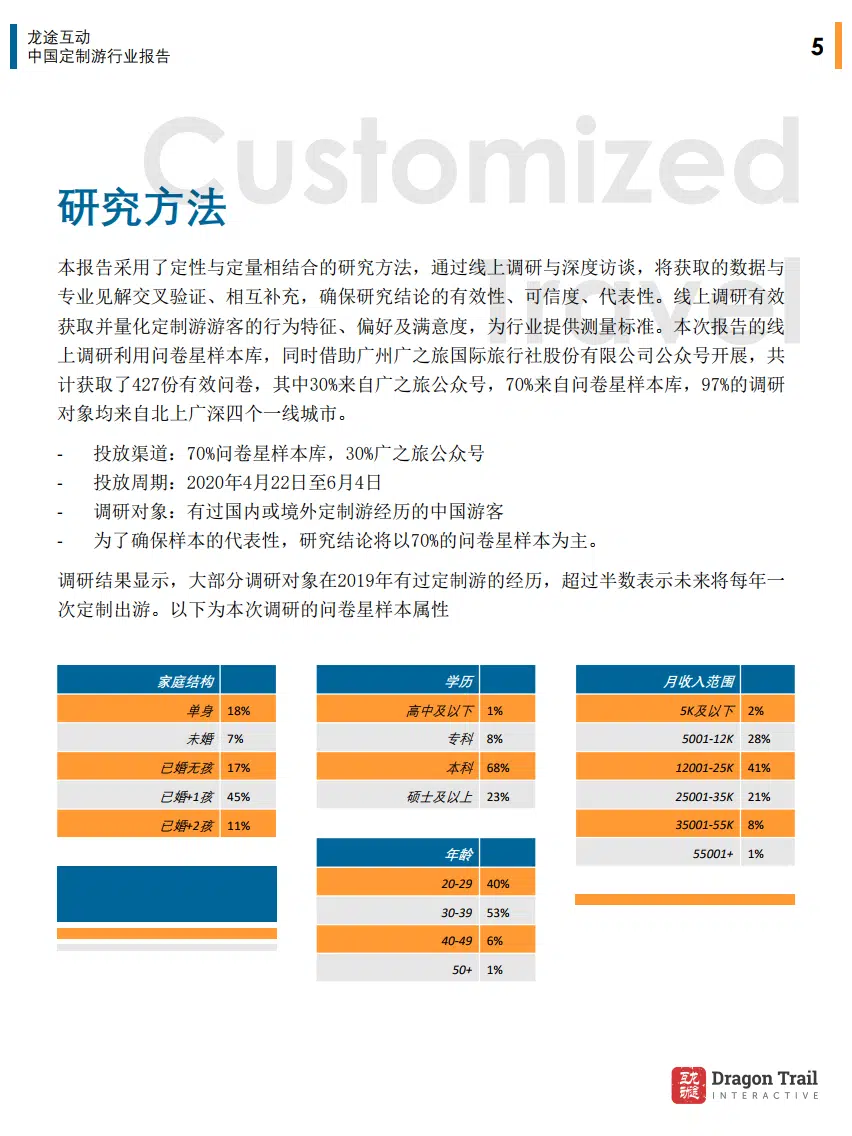 龙途互动
中国定制游行业报告
5
Customized
Travel
研究方法
本报告采用了定性与定量相结合的研究方法，通过线上调研与深度访谈，将获取的数据与
专业见解交叉验证、相互补充，确保研究结论的有效性、可信度、代表性。线上调研有效
获取并量化定制游游客的行为特征、偏好及满意度，为行业提供测量标准。本次报告的线
上调研利用问卷星样本库，同时借助广州广之旅国际旅行社股份有限公司公众号开展，共
计获取了427份有效问卷，其中30%来自广之旅公众号，70%来自问卷星样本库，97%的调研
对象均来自北上广深四个一线城市。
- 投放渠道：70%问卷星样本库，30%广之旅公众号
- 投放周期：2020年4月22日至6月4日
- 调研对象：有过国内或境外定制游经历的中国游客
- 为了确保样本的代表性，研究结论将以70%的问卷星样本为主。
调研结果显示，大部分调研对象在2019年有过定制游的经历，超过半数表示未来将每年一
次定制出游。以下为本次调研的问卷星样本属性
家庭结构
单身 18%
未婚 7%
已婚无孩 17%
已婚+1孩 45%
已婚+2孩 11%
学历
高中及以下 1%
专科 8%
本科 68%
硕士及以上 23%
年龄
20-29 40%
30-39 53%
40-49 6%
50+ 1%
月收入范围
5K及以下 2%
5001-12K 28%
12001-25K 41%
25001-35K 21%
35001-55K 8%
55001+ 1%
龙途互动
Dragon Trail
INTERACTIVE